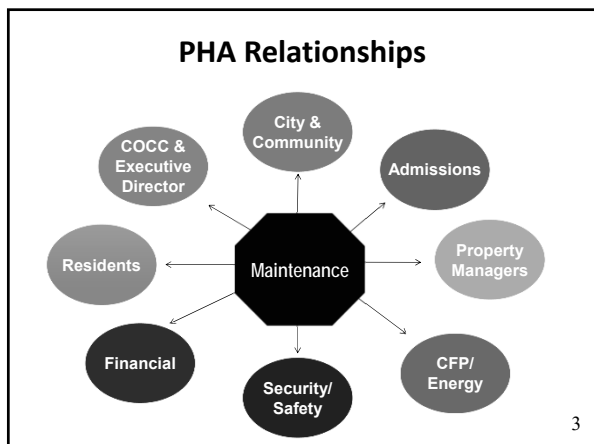 PHA Relationships
City &
Community
COCC &
Executive
Director
Admissions
Residents
Maintenance
Property
Managers
Financial
Security/
Safety
CFP/
Energy
3